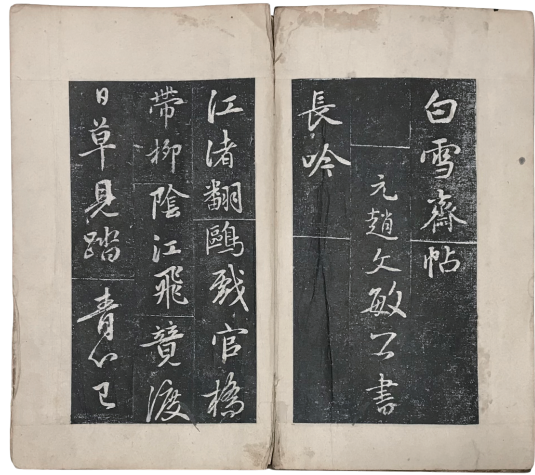 白雪齋帖
元趙文敏公書
長吟
江渚翻鷗戲官橋
帶柳陰江飛竟渡
日草見踏青心已